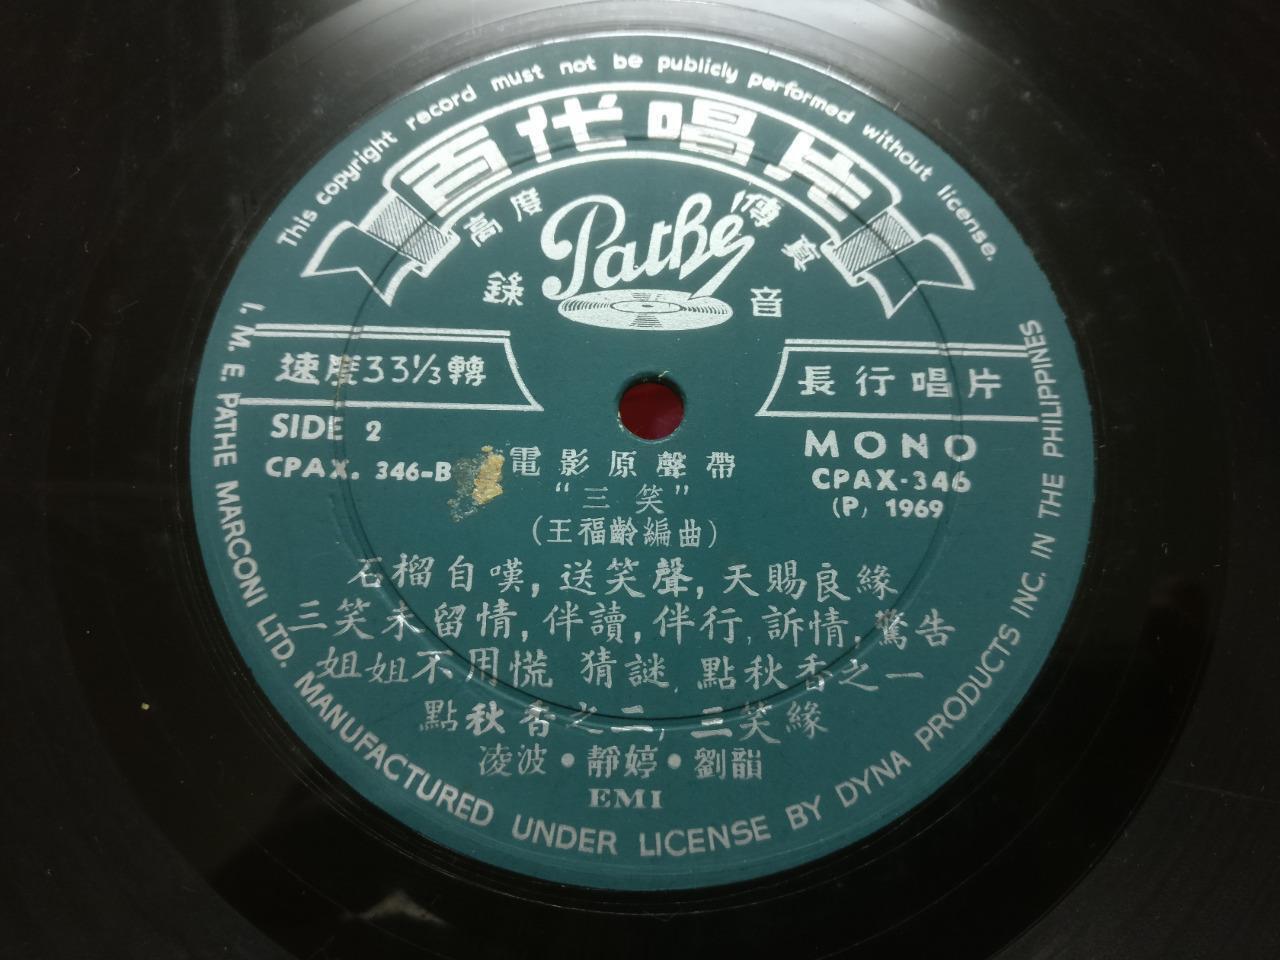 This copyright record must not be publicly performed without license.
百代唱片
高度傳真
錄音
Pathe
速度33⅓轉
長行唱片
SIDE 2
MONO
CPAX. 346-B
CPAX-346
(P) 1969
電影原聲帶
“三笑”
(王福齡編曲)
石榴自嘆, 送笑聲, 天賜良緣
三笑未留情, 伴讀, 伴行, 訴情, 驚告
姐姐不用慌 猜謎, 點秋香之一
點秋香之二, 三笑緣
凌波•靜婷•劉韻
EMI
I. M. E. PATHE MARCONI LTD. MANUFACTURED UNDER LICENSE BY DYNA PRODUCTS INC. IN THE PHILIPPINES